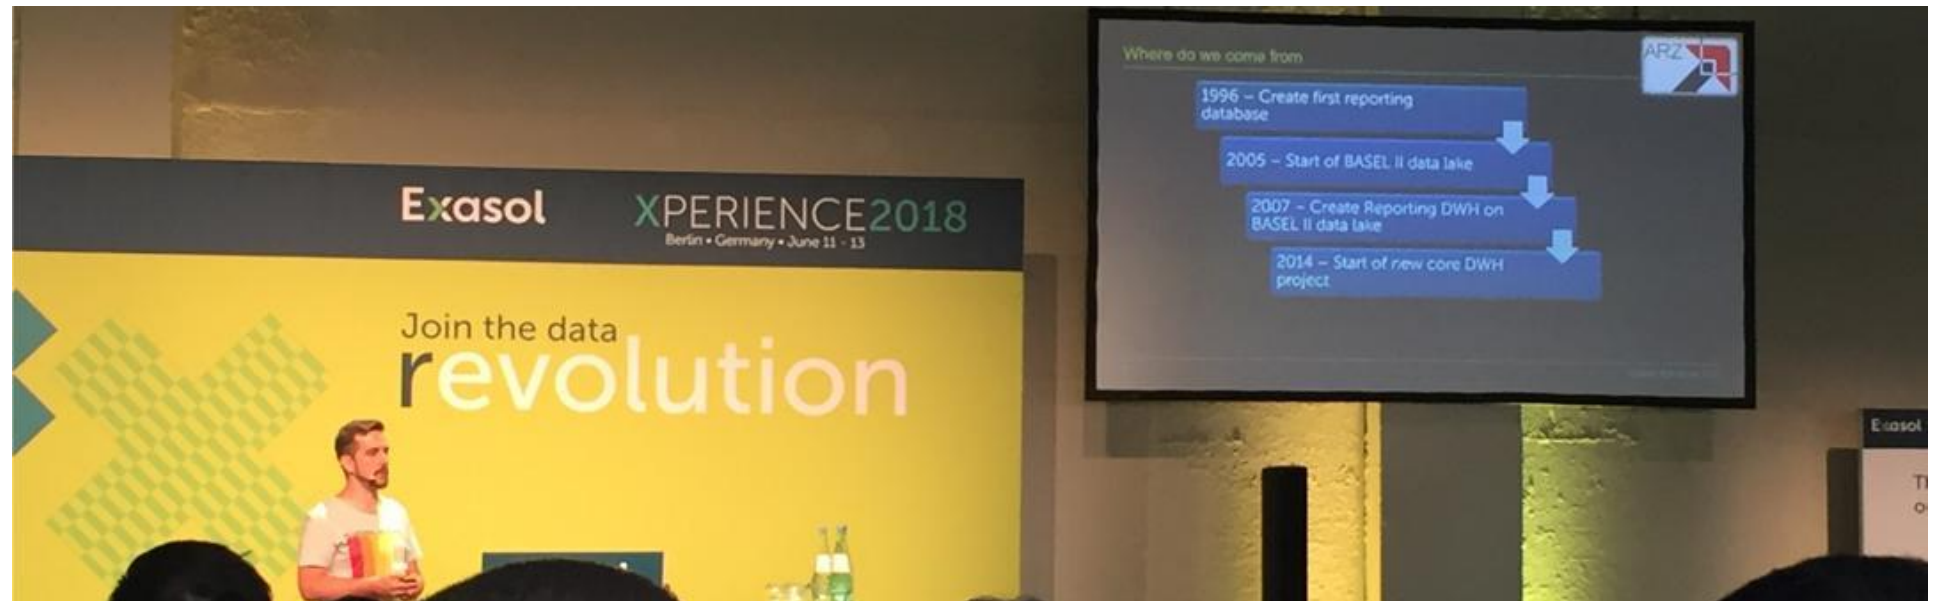 Exasol
XPERIENCE2018
Berlin • Germany • June 11 - 13
Join the data
revolution
Where do we come from
ARZ
1996 – Create first reporting
database
2005 – Start of BASEL II data lake
2007 – Create Reporting DWH on
BASEL II data lake
2014 – Start of new core DWH
project
Exasol